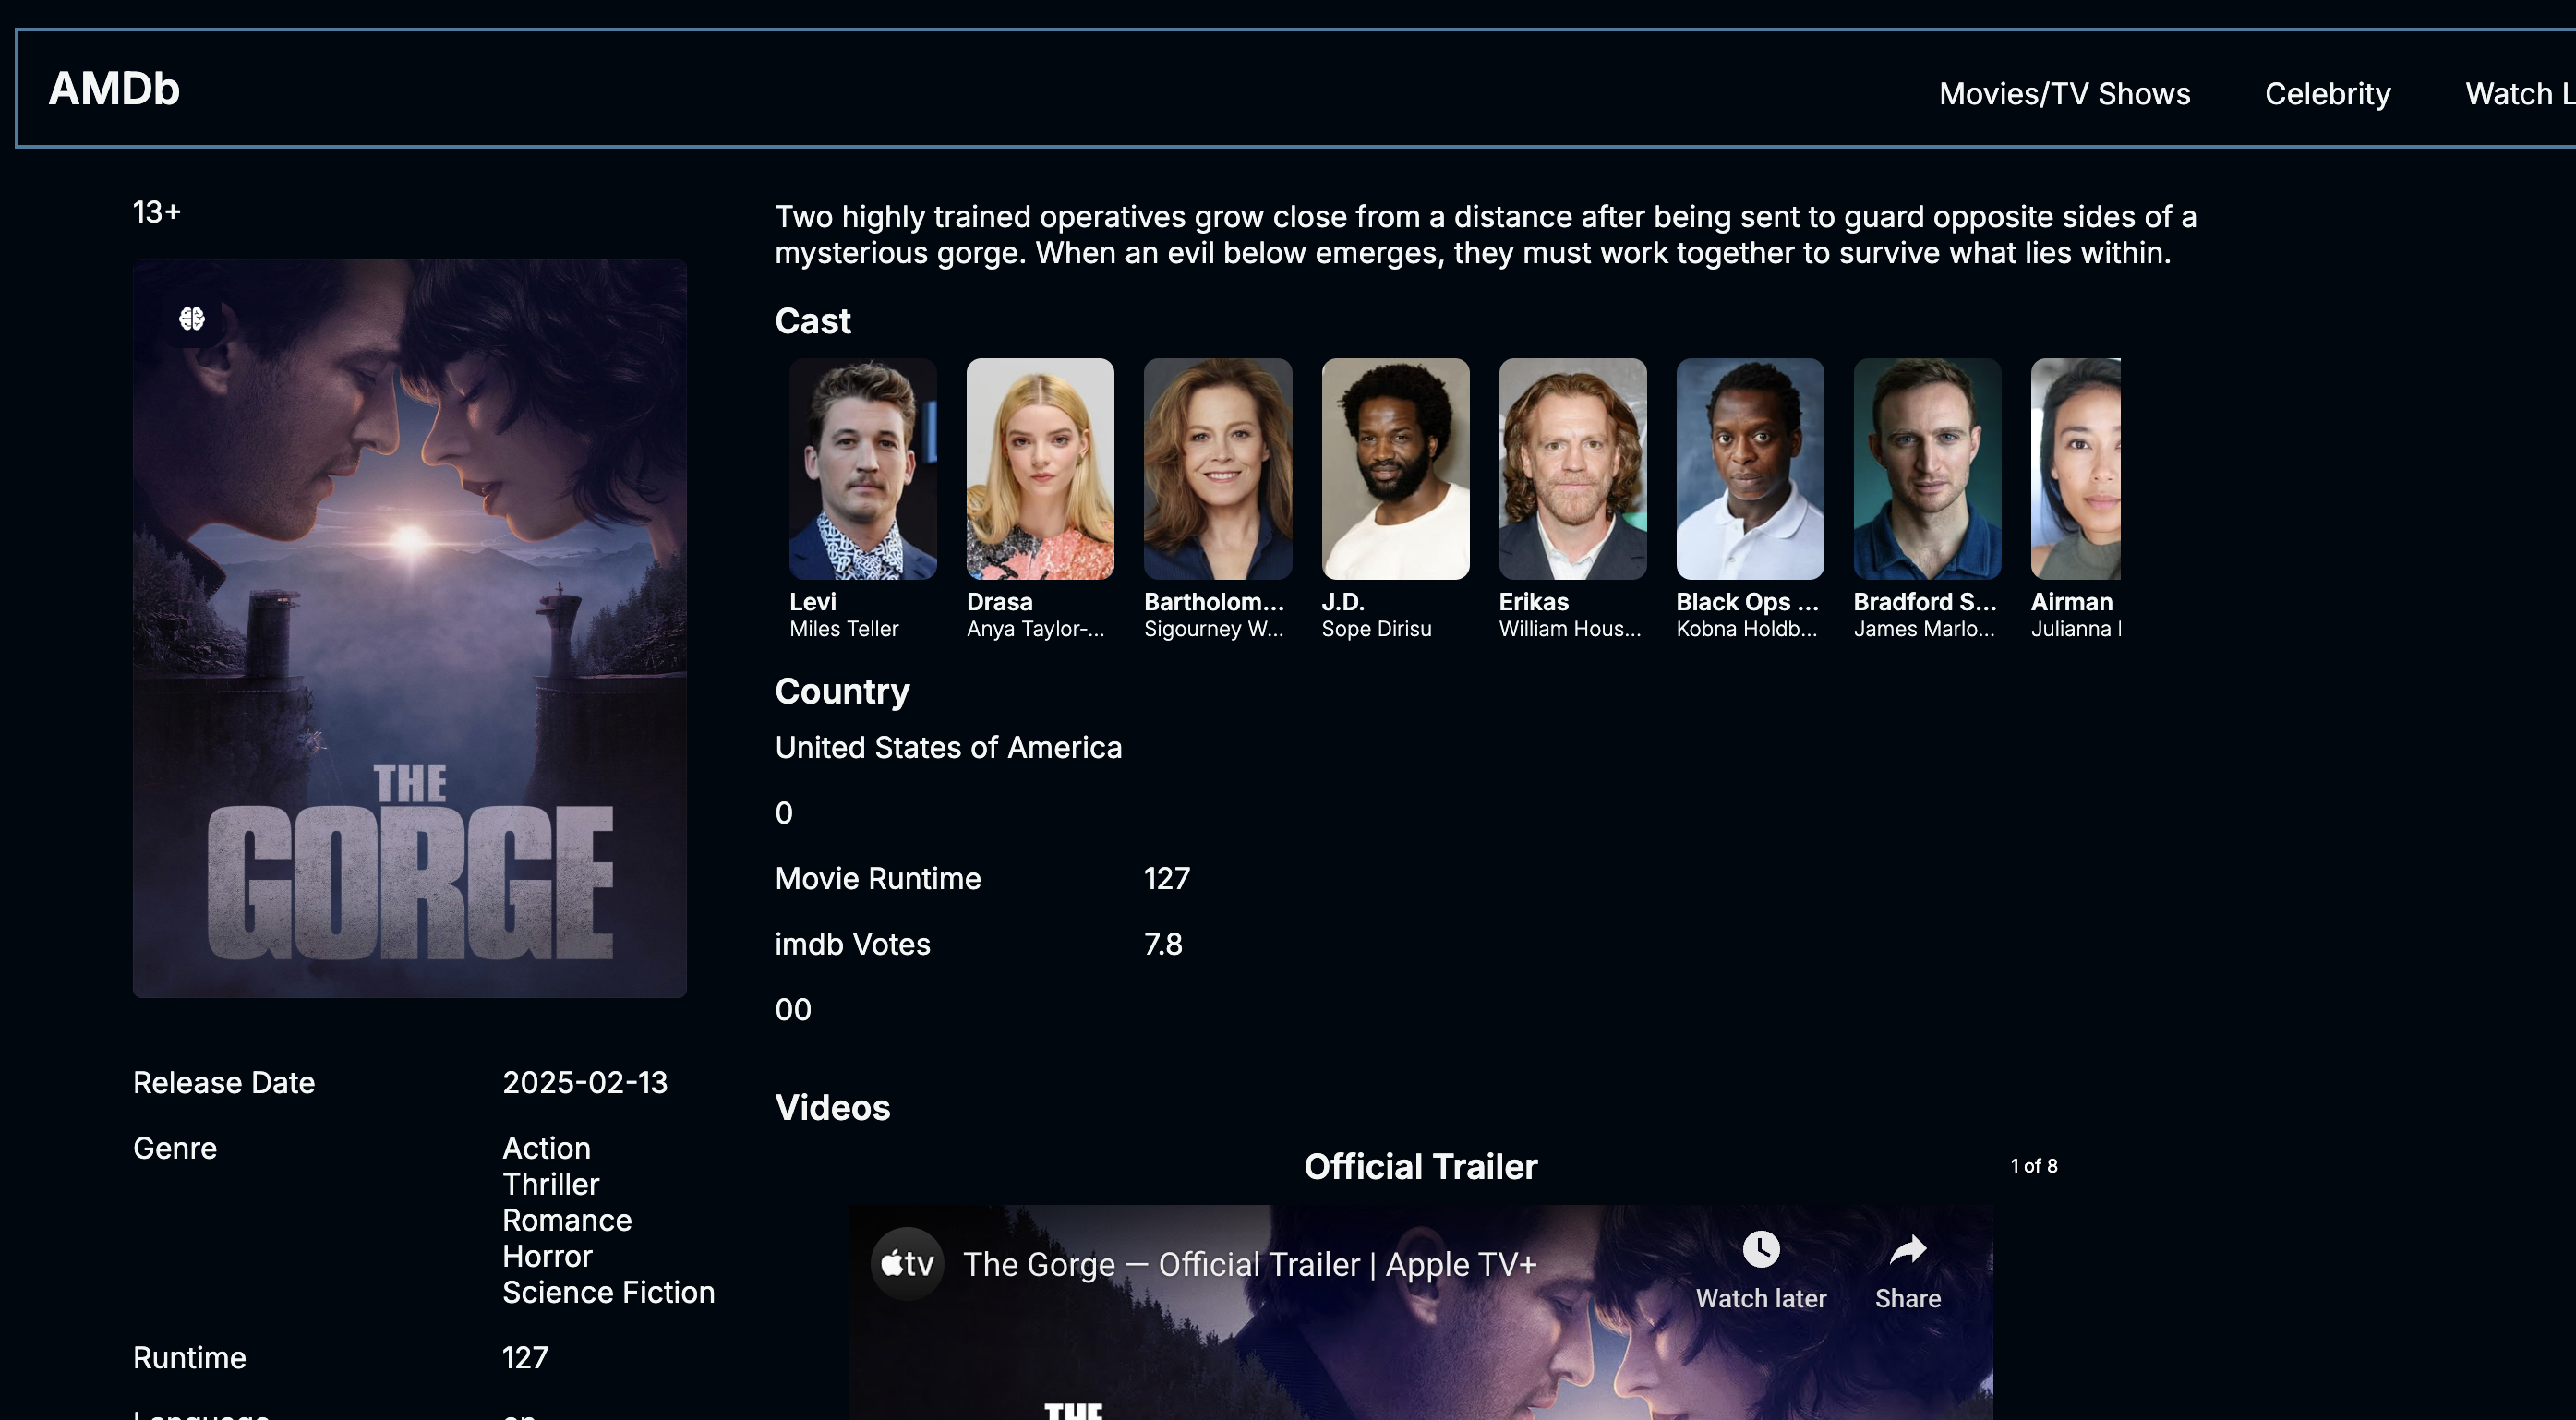 AMDb
Movies/TV Shows
Celebrity
Watch L
13+
THE
GORGE
Release Date 2025-02-13
Genre Action
Thriller
Romance
Horror
Science Fiction
Runtime 127
Two highly trained operatives grow close from a distance after being sent to guard opposite sides of a
mysterious gorge. When an evil below emerges, they must work together to survive what lies within.
Cast
Levi
Miles Teller
Drasa
Anya Taylor-...
Bartholom...
Sigourney W...
J.D.
Sope Dirisu
Erikas
William Hous...
Black Ops ...
Kobna Holdb...
Bradford S...
James Marlo...
Airman
Julianna
Country
United States of America
0
Movie Runtime 127
imdb Votes 7.8
00
Videos
Official Trailer
1 of 8
tv
The Gorge — Official Trailer | Apple TV+
Watch later
Share
THE